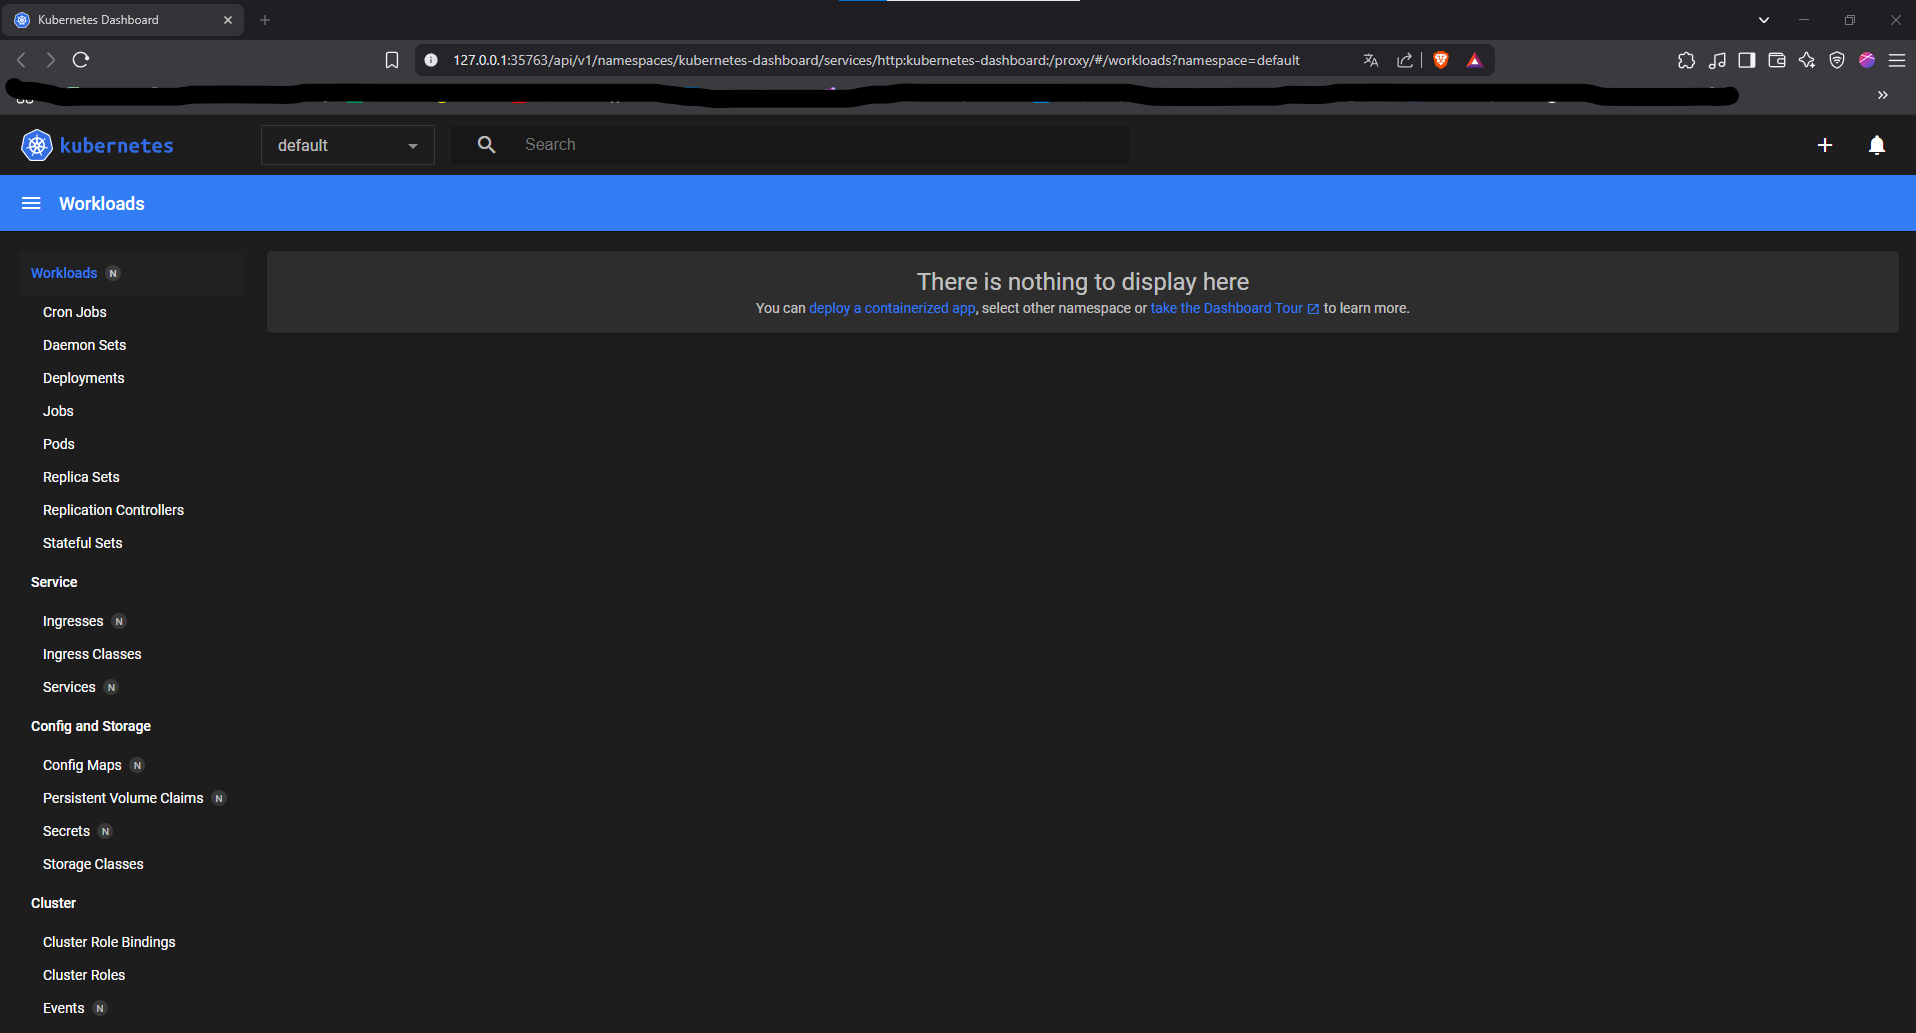 Kubernetes Dashboard
127.0.0.1:35763/api/v1/namespaces/kubernetes-dashboard/services/http:kubernetes-dashboard:/proxy/#/workloads?namespace=default
kubernetes
default
Search
Workloads
Workloads N
There is nothing to display here
You can deploy a containerized app, select other namespace or take the Dashboard Tour to learn more.
Cron Jobs
Daemon Sets
Deployments
Jobs
Pods
Replica Sets
Replication Controllers
Stateful Sets
Service
Ingresses N
Ingress Classes
Services N
Config and Storage
Config Maps N
Persistent Volume Claims N
Secrets N
Storage Classes
Cluster
Cluster Role Bindings
Cluster Roles
Events N